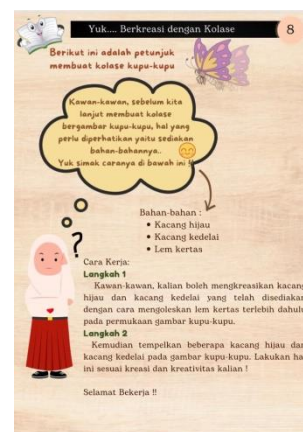 Yuk.... Berkreasi dengan Kolase
8
Berikut ini adalah petunjuk
membuat kolase kupu-kupu
Kawan-kawan, sebelum kita
lanjut membuat kolase
bergambar kupu-kupu, hal yang
perlu diperhatikan yaitu sediakan
bahan-bahannya..
Yuk simak caranya di bawah ini !!
Bahan-bahan :
• Kacang hijau
• Kacang kedelai
• Lem kertas
?
Cara Kerja:
Langkah 1
Kawan-kawan, kalian boleh mengkreasikan kacang
hijau dan kacang kedelai yang telah disediakan
dengan cara mengoleskan lem kertas terlebih dahulu
pada permukaan gambar kupu-kupu.
Langkah 2
Kemudian tempelkan beberapa kacang hijau dan
kacang kedelai pada gambar kupu-kupu. Lakukan ha
ini sesuai kreasi dan kreativitas kalian !
Selamat Bekerja !!